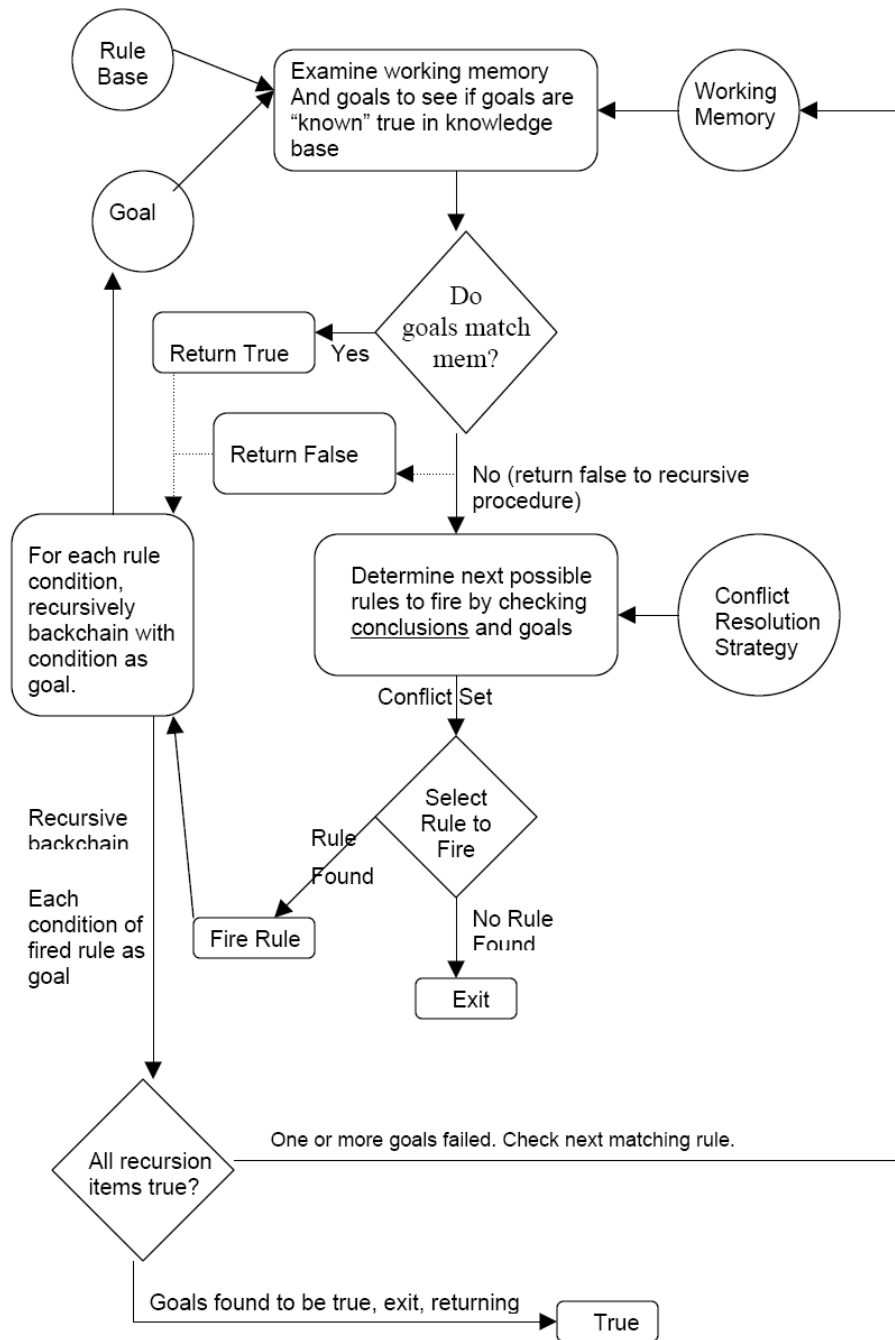 Rule
Base
Examine working memory
And goals to see if goals are
“known” true in knowledge
base
Working
Memory
Goal
Do
goals match
mem?
Return True
Yes
Return False
No (return false to recursive
procedure)
For each rule
condition,
recursively
backchain with
condition as
goal.
Determine next possible
rules to fire by checking
conclusions and goals
Conflict
Resolution
Strategy
Conflict Set
Select
Rule to
Fire
Rule
Found
Recursive
backchain
Each
condition of
fired rule as
goal
Fire Rule
No Rule
Found
Exit
All recursion
items true?
One or more goals failed. Check next matching rule.
Goals found to be true, exit, returning
True